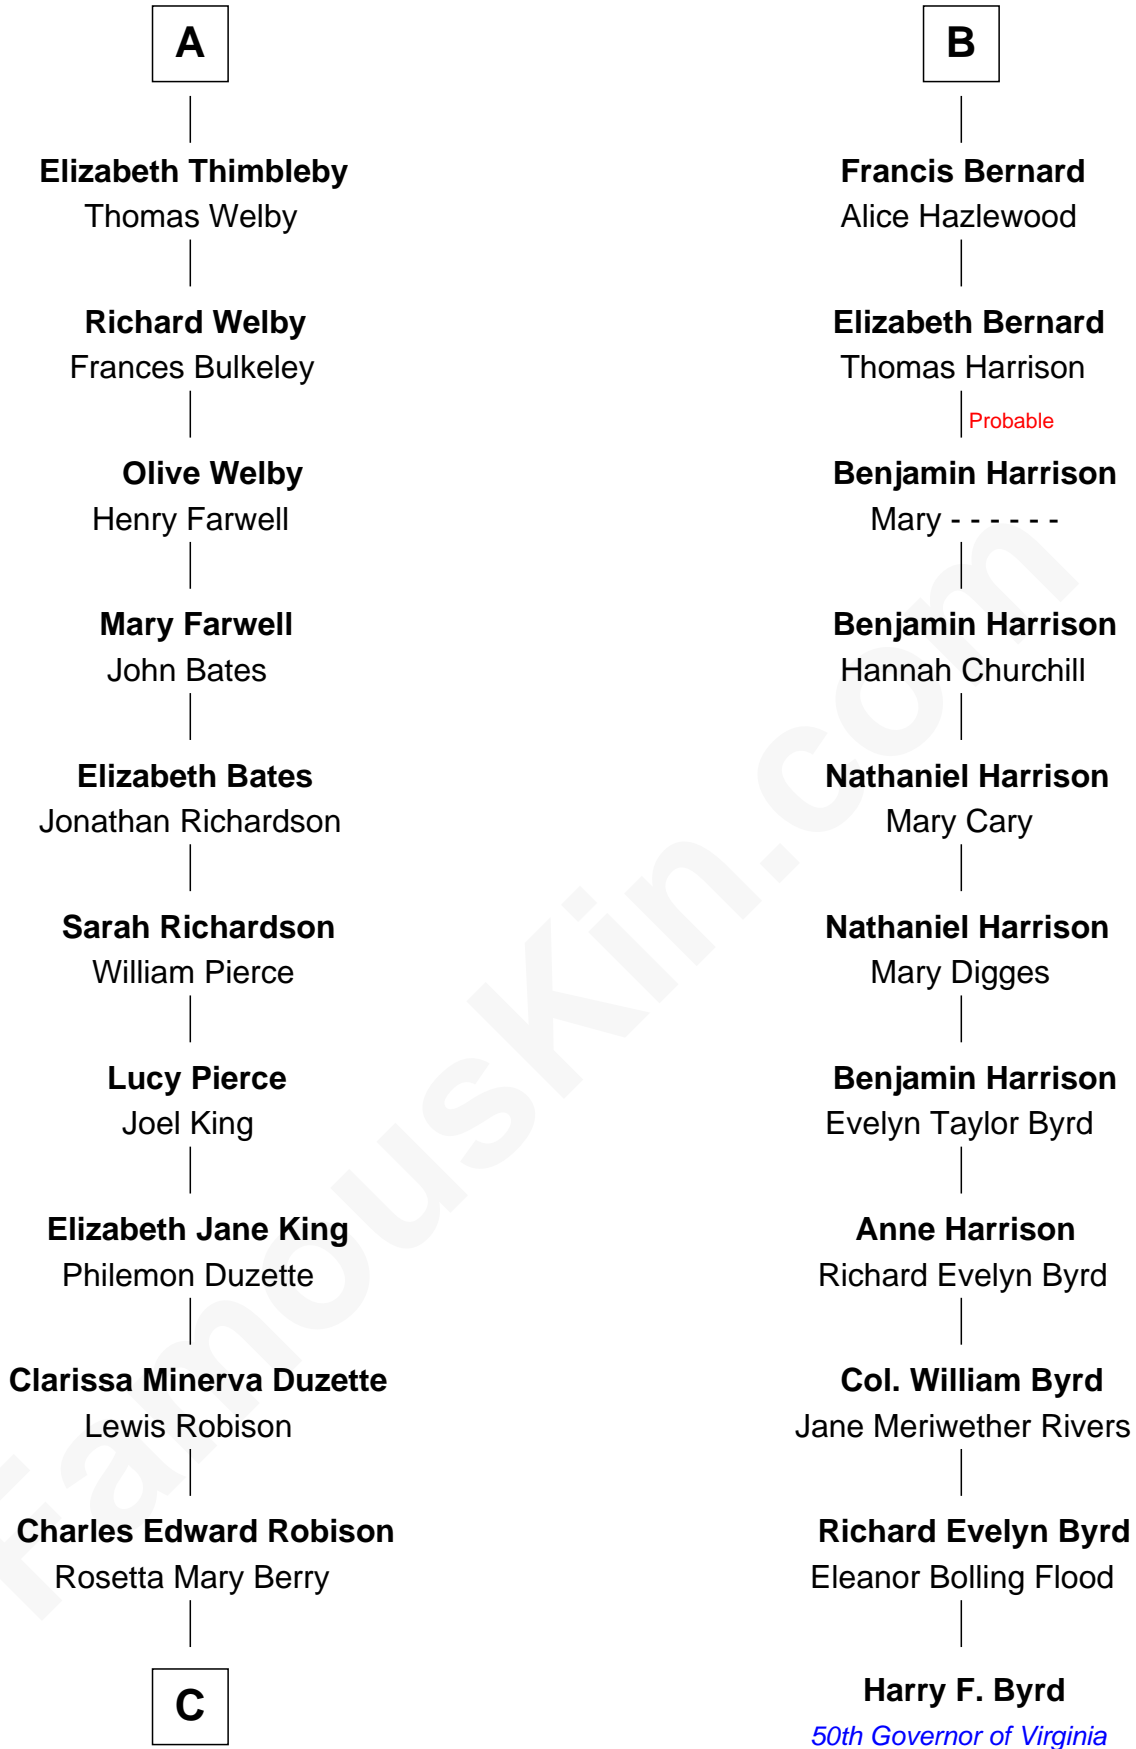 A
Elizabeth Thimbleby
Thomas Welby
Richard Welby
Frances Bulkeley
Olive Welby
Henry Farwell
Mary Farwell
John Bates
Elizabeth Bates
Jonathan Richardson
Sarah Richardson
William Pierce
Lucy Pierce
Joel King
Elizabeth Jane King
Philemon Duzette
Clarissa Minerva Duzette
Lewis Robison
Charles Edward Robison
Rosetta Mary Berry
C
B
Francis Bernard
Alice Hazlewood
Elizabeth Bernard
Thomas Harrison
Probable
Benjamin Harrison
Mary - - - - - -
Benjamin Harrison
Hannah Churchill
Nathaniel Harrison
Mary Cary
Nathaniel Harrison
Mary Digges
Benjamin Harrison
Evelyn Taylor Byrd
Anne Harrison
Richard Evelyn Byrd
Col. William Byrd
Jane Meriwether Rivers
Richard Evelyn Byrd
Eleanor Bolling Flood
Harry F. Byrd
50th Governor of Virginia
FamousKin.com